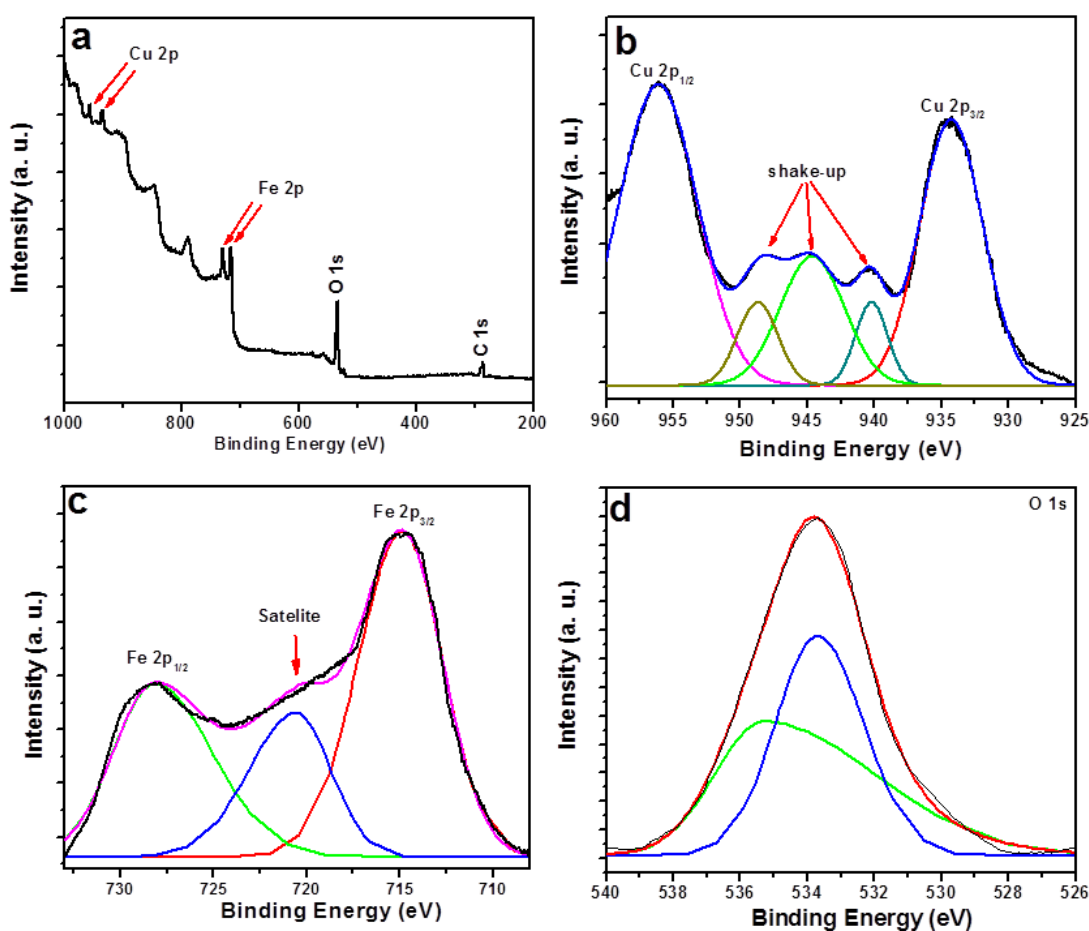 a
Cu 2p
Fe 2p
O 1s
C 1s
Intensity (a. u.)
1000 800 600 400 200
Binding Energy (eV)
b
Cu 2p1/2
Cu 2p3/2
shake-up
Intensity (a. u.)
960 955 950 945 940 935 930 925
Binding Energy (eV)
c
Fe 2p3/2
Satelite
Fe 2p1/2
Intensity (a. u.)
730 725 720 715 710
Binding Energy (eV)
d
O 1s
Intensity (a. u.)
540 538 536 534 532 530 528 526
Binding Energy (eV)